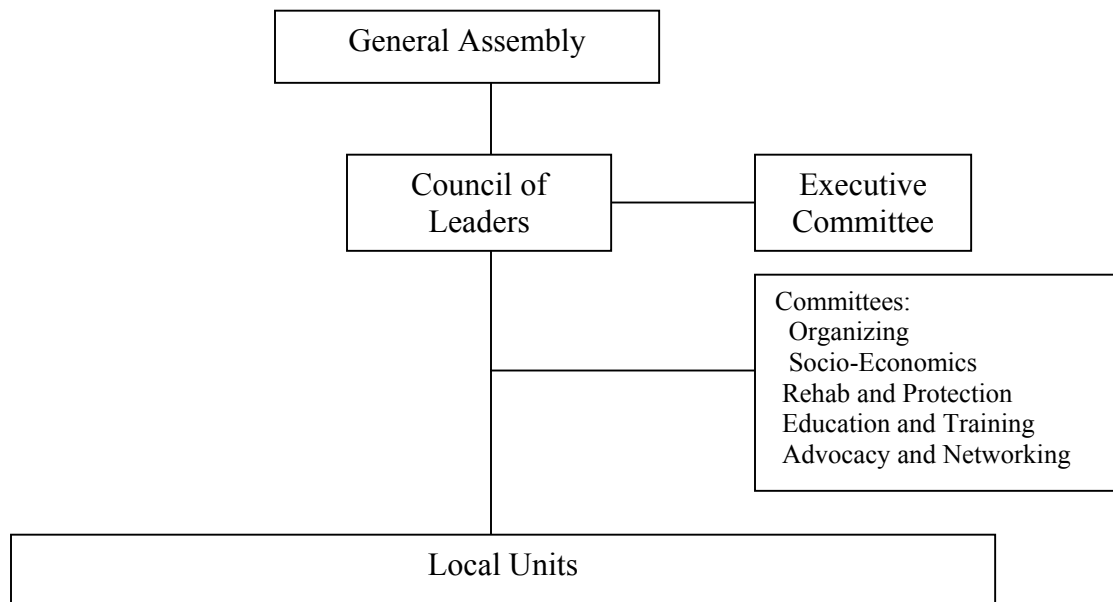 General Assembly
Council of
Leaders
Executive
Committee
Committees:
Organizing
Socio-Economics
Rehab and Protection
Education and Training
Advocacy and Networking
Local Units